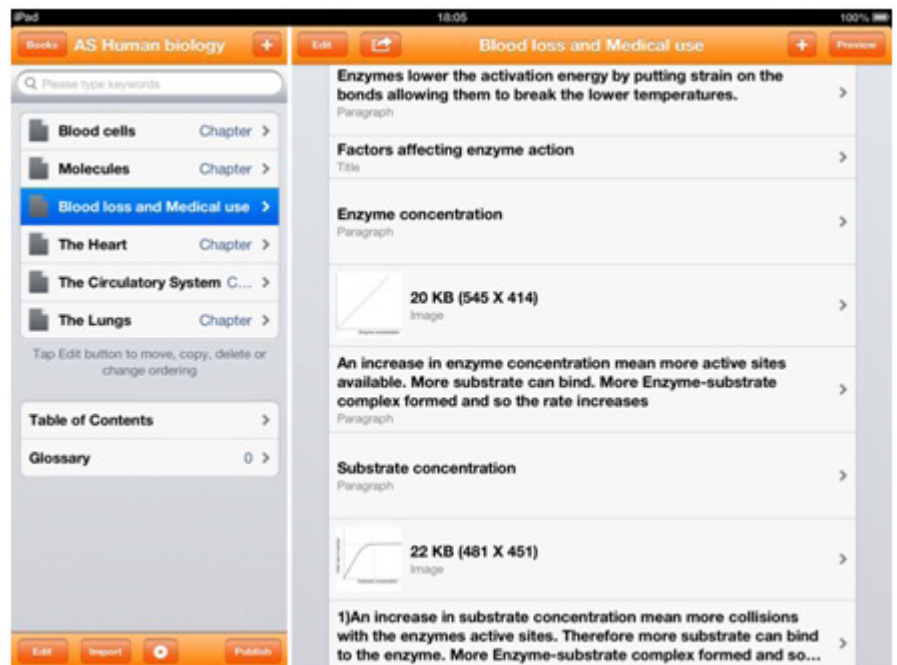 iPad
18:05
100%
Books
AS Human biology
+
Please type keywords
Blood cells Chapter
Molecules Chapter
Blood loss and Medical use
The Heart Chapter
The Circulatory System C...
The Lungs Chapter
Tap Edit button to move, copy, delete or
change ordering
Table of Contents
Glossary 0
Edit
Import
Publish
Edit
Blood loss and Medical use
+
Preview
Enzymes lower the activation energy by putting strain on the
bonds allowing them to break the lower temperatures.
Paragraph
Factors affecting enzyme action
Title
Enzyme concentration
Paragraph
Enzyme concentration
20 KB (545 X 414)
Image
An increase in enzyme concentration mean more active sites
available. More substrate can bind. More Enzyme-substrate
complex formed and so the rate increases
Paragraph
Substrate concentration
Paragraph
Substrate concentration
22 KB (481 X 451)
Image
1)An increase in substrate concentration mean more collisions
with the enzymes active sites. Therefore more substrate can bind
to the enzyme. More Enzyme-substrate complex formed and so...